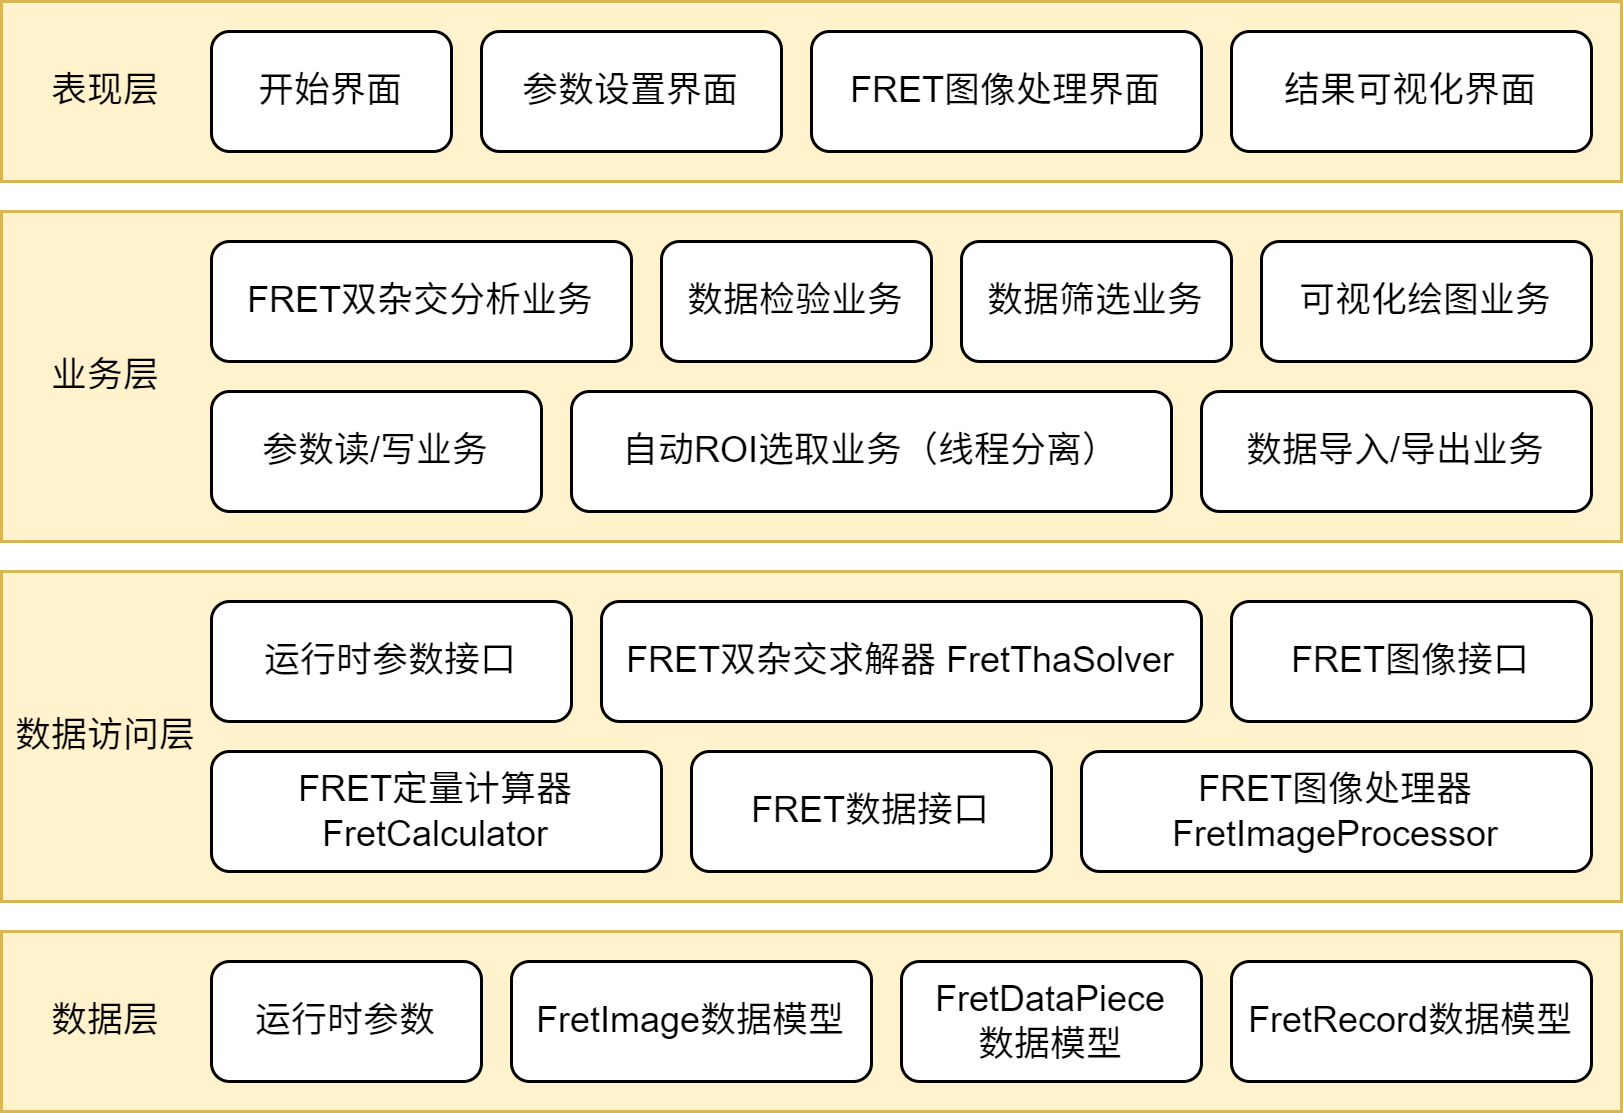 表现层
开始界面
参数设置界面
FRET图像处理界面
结果可视化界面
业务层
FRET双杂交分析业务
数据检验业务
数据筛选业务
可视化绘图业务
参数读/写业务
自动ROI选取业务（线程分离）
数据导入/导出业务
数据访问层
运行时参数接口
FRET双杂交求解器 FretThaSolver
FRET图像接口
FRET定量计算器
FretCalculator
FRET数据接口
FRET图像处理器
FretImageProcessor
数据层
运行时参数
FretImage数据模型
FretDataPiece
数据模型
FretRecord数据模型